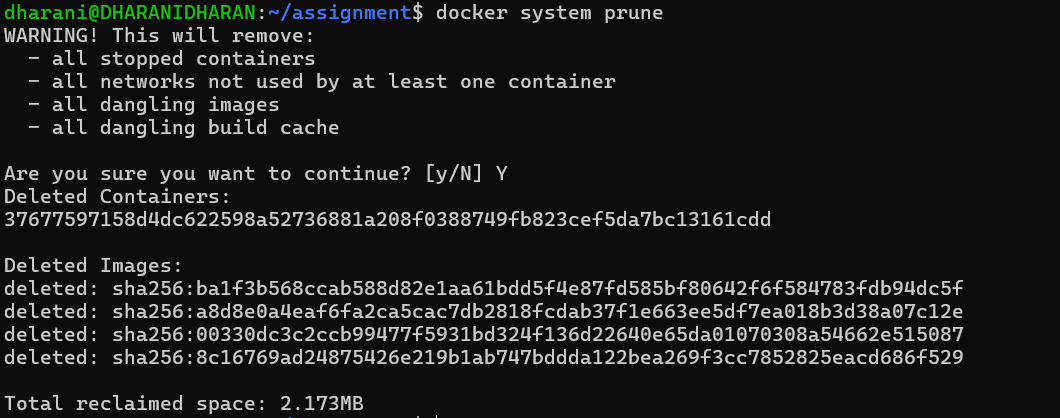 dharani@DHARANIDHARAN:~/assignment$ docker system prune
WARNING! This will remove:
  - all stopped containers
  - all networks not used by at least one container
  - all dangling images
  - all dangling build cache

Are you sure you want to continue? [y/N] Y
Deleted Containers:
37677597158d4dc622598a52736881a208f0388749fb823cef5da7bc13161cdd

Deleted Images:
deleted: sha256:ba1f3b568ccab588d82e1aa61bdd5f4e87fd585bf80642f6f584783fdb94dc5f
deleted: sha256:a8d8e0a4eaf6fa2ca5cac7db2818fcdab37f1e663ee5df7ea018b3d38a07c12e
deleted: sha256:00330dc3c2ccb99477f5931bd324f136d22640e65da01070308a54662e515087
deleted: sha256:8c16769ad24875426e219b1ab747bddda122bea269f3cc7852825eacd686f529

Total reclaimed space: 2.173MB